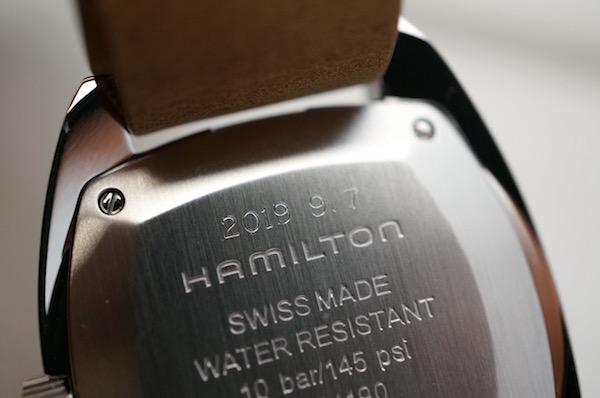 2019 9.7
HAMILTON
SWISS MADE
WATER RESISTANT
10 bar/145 psi